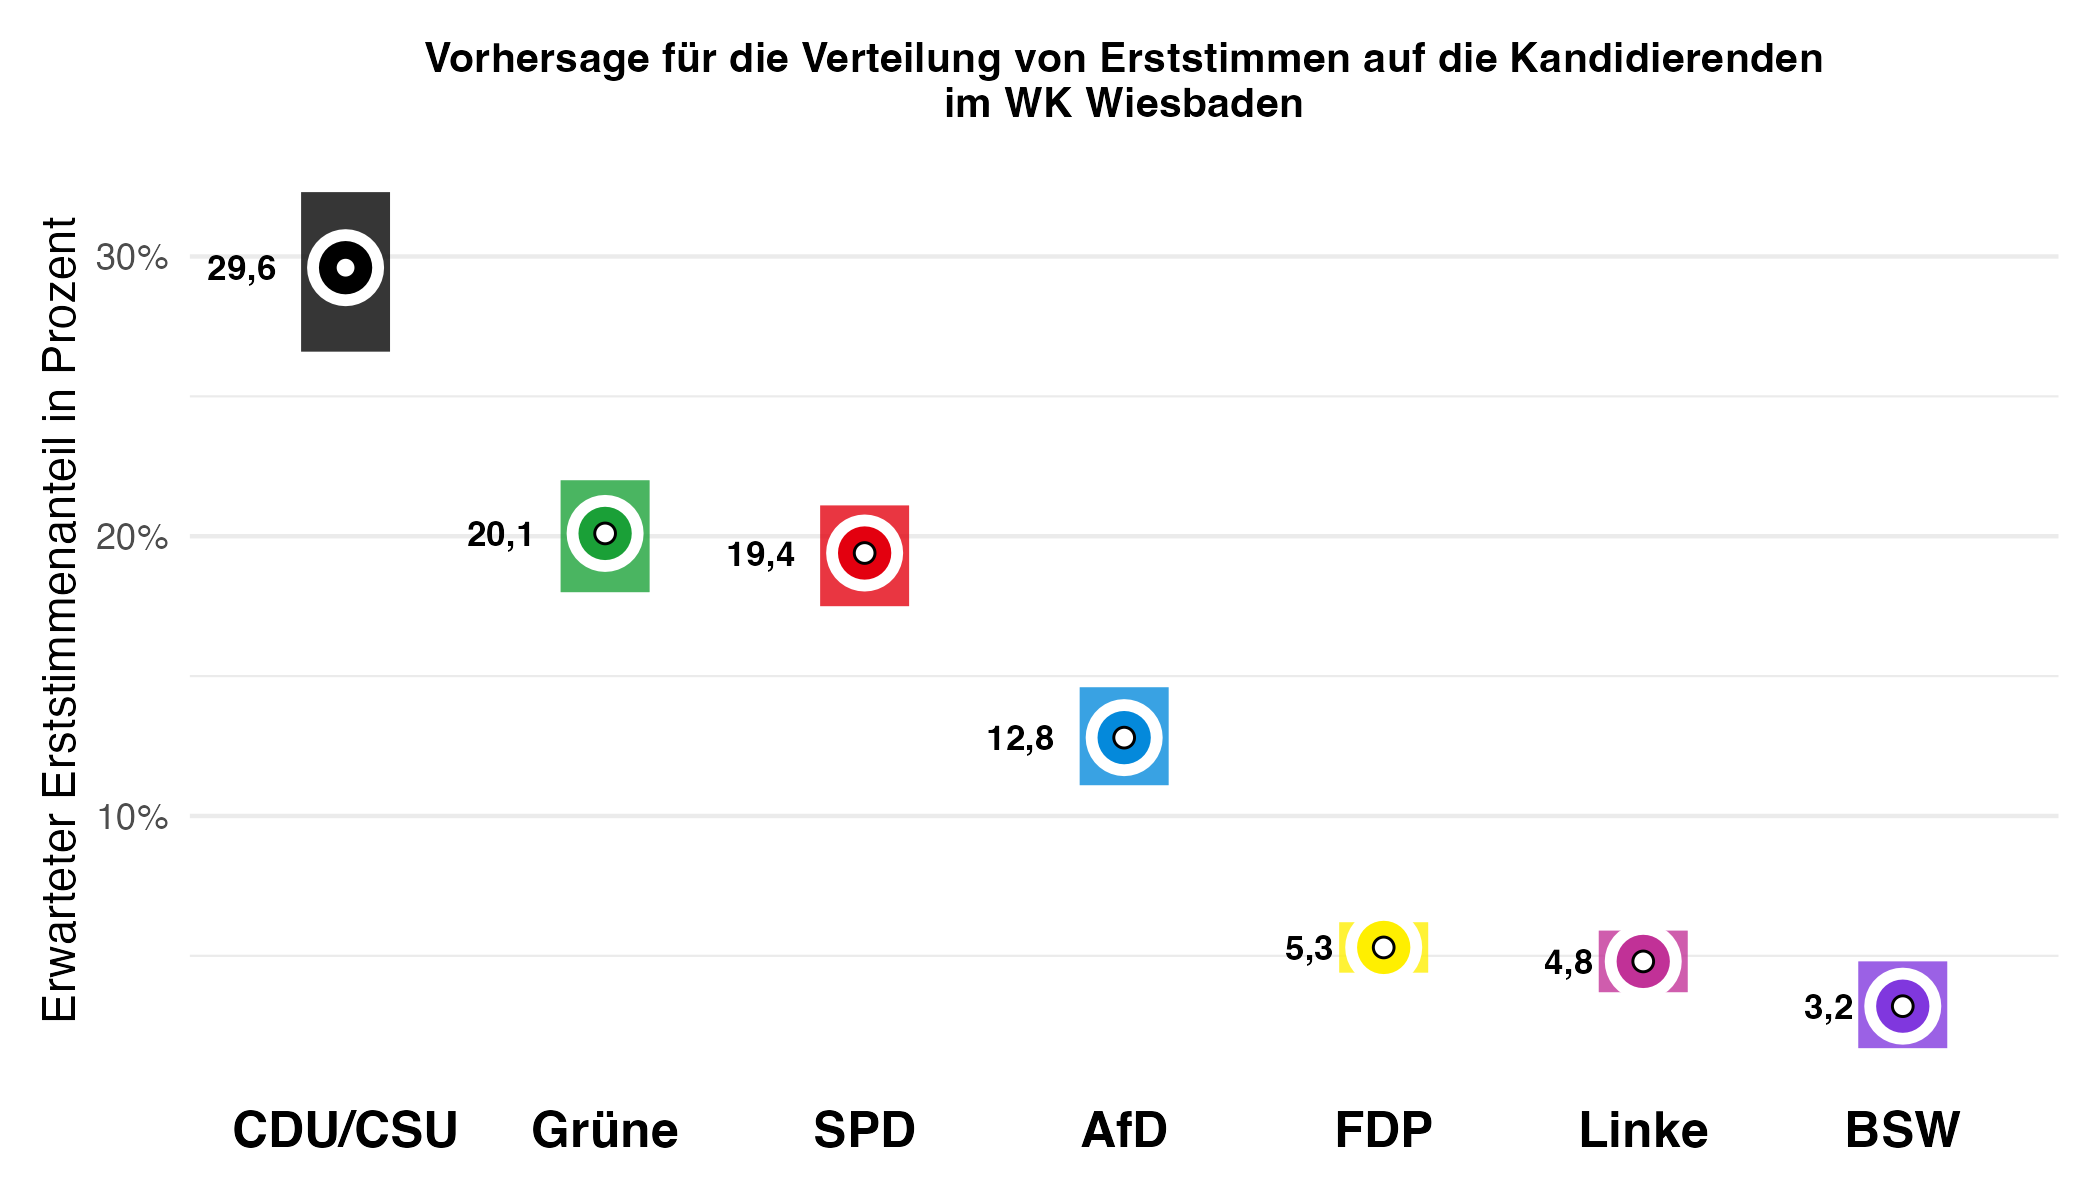 Vorhersage für die Verteilung von Erststimmen auf die Kandidierenden
im WK Wiesbaden
Erwarteter Erststimmenanteil in Prozent
30%
20%
10%
29,6
20,1
19,4
12,8
5,3
4,8
3,2
CDU/CSU
Grüne
SPD
AfD
FDP
Linke
BSW